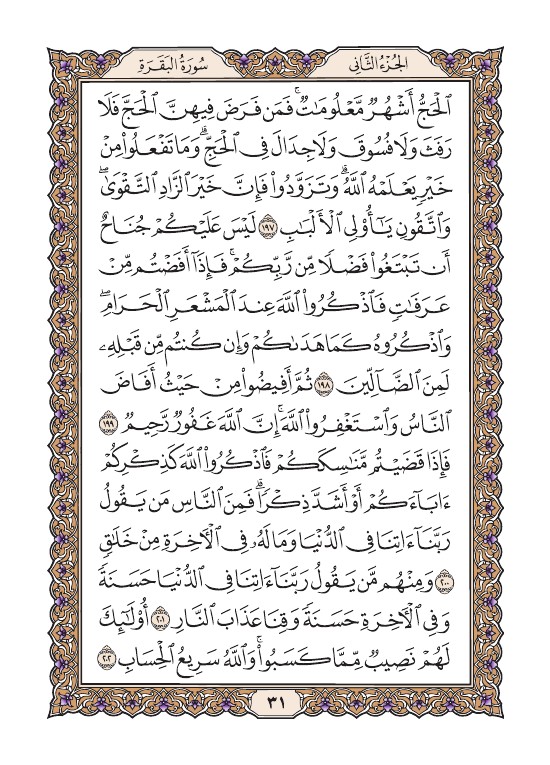 الجُزْءُ الثَّانِي
سُورَةُ البَقَرَةِ
ٱلْحَجُّ أَشْهُرٌ مَّعْلُومَٰتٌ ۚ فَمَن فَرَضَ فِيهِنَّ ٱلْحَجَّ فَلَا
رَفَثَ وَلَا فُسُوقَ وَلَا جِدَالَ فِى ٱلْحَجِّ ۗ وَمَا تَفْعَلُوا۟ مِنْ
خَيْرٍ يَعْلَمْهُ ٱللَّهُ ۗ وَتَزَوَّدُوا۟ فَإِنَّ خَيْرَ ٱلزَّادِ ٱلتَّقْوَىٰ ۖ
وَٱتَّقُونِ يَٰٓأُو۟لِى ٱلْأَلْبَٰبِ ١٩٧ لَيْسَ عَلَيْكُمْ جُنَاحٌ
أَن تَبْتَغُوا۟ فَضْلًا مِّن رَّبِّكُمْ ۚ فَإِذَآ أَفَضْتُم مِّنْ
عَرَفَٰتٍ فَٱذْكُرُوا۟ ٱللَّهَ عِندَ ٱلْمَشْعَرِ ٱلْحَرَامِ ۖ
وَٱذْكُرُوهُ كَمَا هَدَىٰكُمْ وَإِن كُنتُم مِّن قَبْلِهِۦ
لَمِنَ ٱلضَّآلِّينَ ١٩٨ ثُمَّ أَفِيضُوا۟ مِنْ حَيْثُ أَفَاضَ
ٱلنَّاسُ وَٱسْتَغْفِرُوا۟ ٱللَّهَ ۚ إِنَّ ٱللَّهَ غَفُورٌ رَّحِيمٌ ١٩٩
فَإِذَا قَضَيْتُم مَّنَٰسِكَكُمْ فَٱذْكُرُوا۟ ٱللَّهَ كَذِكْرِكُمْ
ءَابَآءَكُمْ أَوْ أَشَدَّ ذِكْرًا ۗ فَمِنَ ٱلنَّاسِ مَن يَقُولُ
رَبَّنَآ ءَاتِنَا فِى ٱلدُّنْيَا وَمَا لَهُۥ فِى ٱلْأَخِرَةِ مِنْ خَلَٰقٍ
٢٠٠ وَمِنْهُم مَّن يَقُولُ رَبَّنَآ ءَاتِنَا فِى ٱلدُّنْيَا حَسَنَةً
وَفِى ٱلْأَخِرَةِ حَسَنَةً وَقِنَا عَذَابَ ٱلنَّارِ ٢٠١ أُو۟لَٰٓئِكَ
لَهُمْ نَصِيبٌ مِّمَّا كَسَبُوا۟ ۚ وَٱللَّهُ سَرِيعُ ٱلْحِسَابِ ٢٠٢
٣١